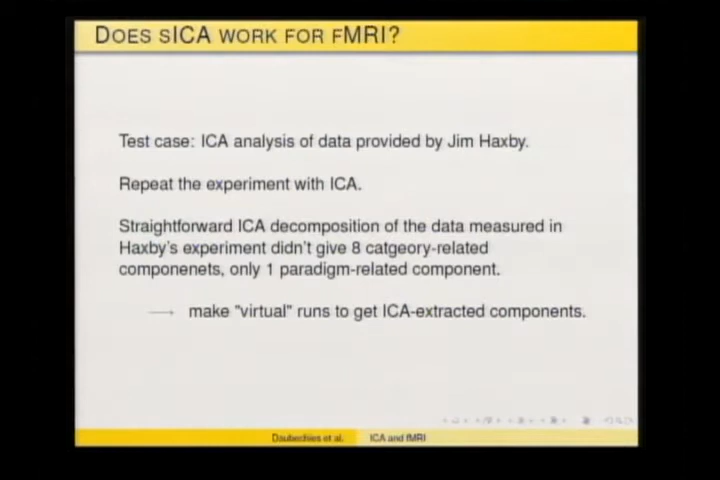 DOES SICA WORK FOR FMRI?
Test case: ICA analysis of data provided by Jim Haxby.
Repeat the experiment with ICA.
Straightforward ICA decomposition of the data measured in
Haxby's experiment didn't give 8 catgeory-related
componenets, only 1 paradigm-related component.
⟶ make "virtual" runs to get ICA-extracted components.
Daubechies et al. ICA and fMRI